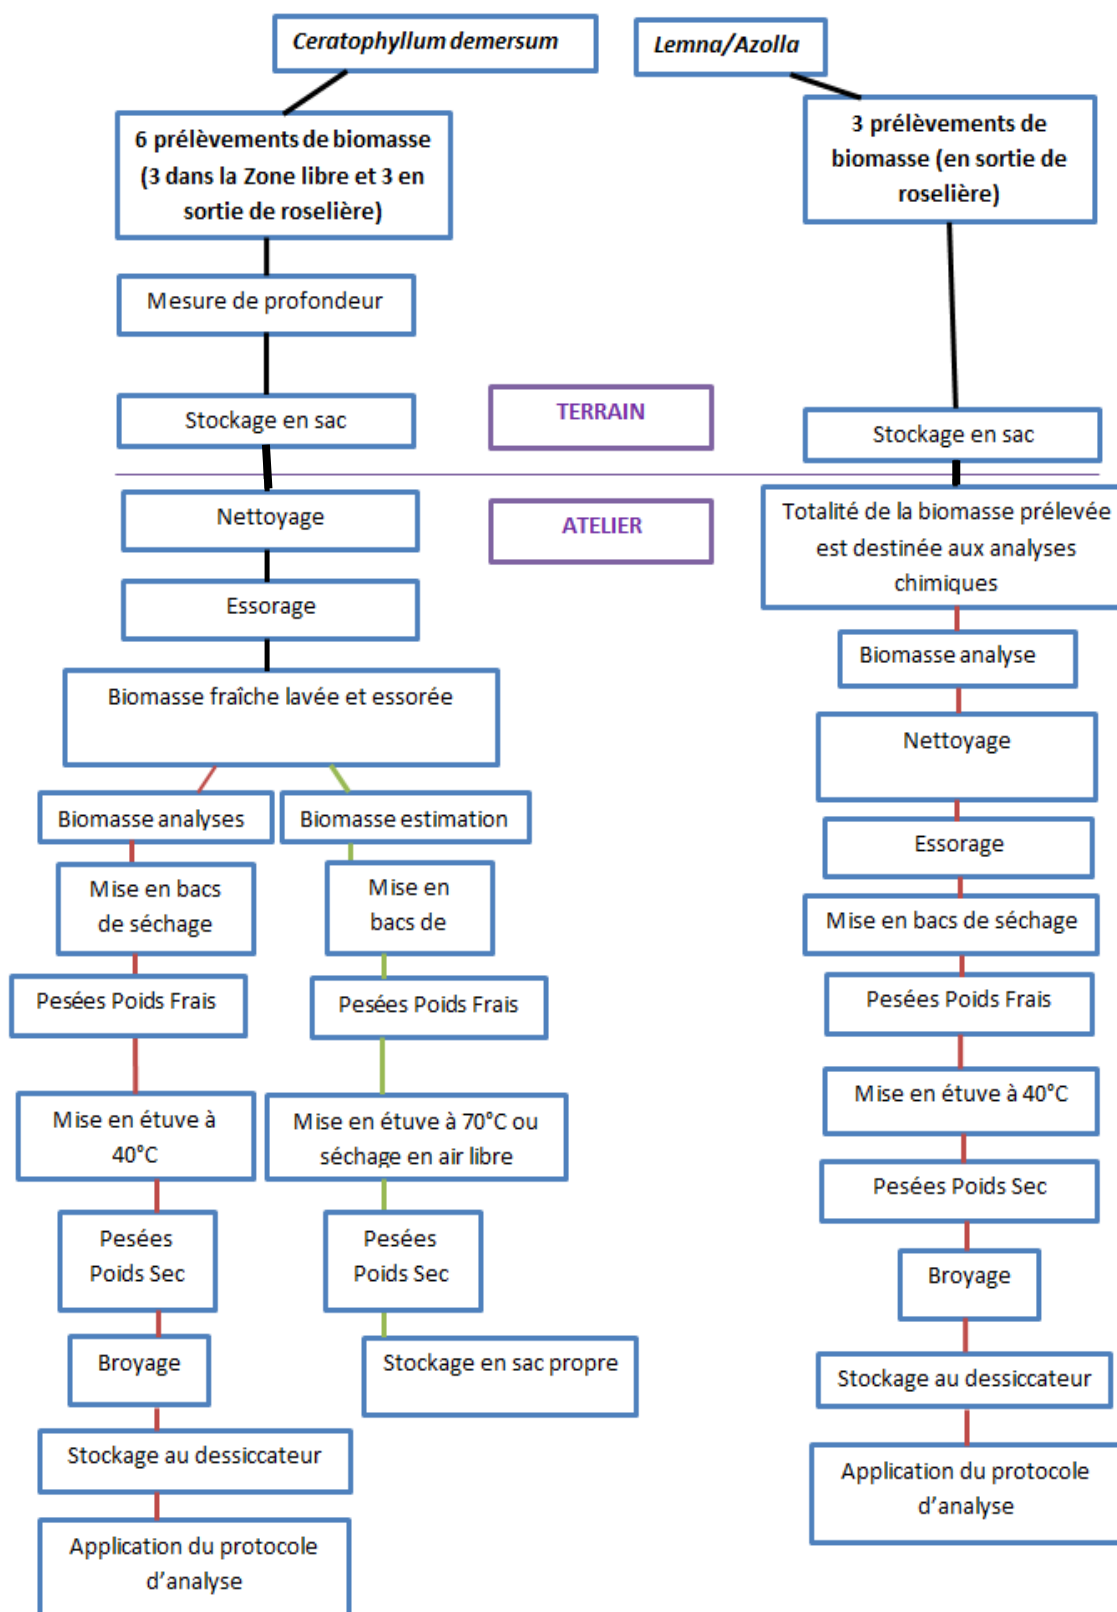 Ceratophyllum demersum
Lemna/Azolla
6 prélèvements de biomasse
(3 dans la Zone libre et 3 en
sortie de roselière)
3 prélèvements de
biomasse (en sortie de
roselière)
Mesure de profondeur
Stockage en sac
TERRAIN
Stockage en sac
Nettoyage
ATELIER
Totalité de la biomasse prélevée
est destinée aux analyses
chimiques
Essorage
Biomasse analyse
Biomasse fraîche lavée et essorée
Nettoyage
Biomasse analyses
Biomasse estimation
Essorage
Mise en bacs
de séchage
Mise en
bacs de
Mise en bacs de séchage
Pesées Poids Frais
Pesées Poids Frais
Pesées Poids Frais
Mise en étuve à
40°C
Mise en étuve à 70°C ou
séchage en air libre
Mise en étuve à 40°C
Pesées Poids Sec
Pesées
Poids Sec
Pesées
Poids Sec
Broyage
Broyage
Stockage en sac propre
Stockage au dessiccateur
Stockage au dessiccateur
Application du protocole
d'analyse
Application du protocole
d'analyse